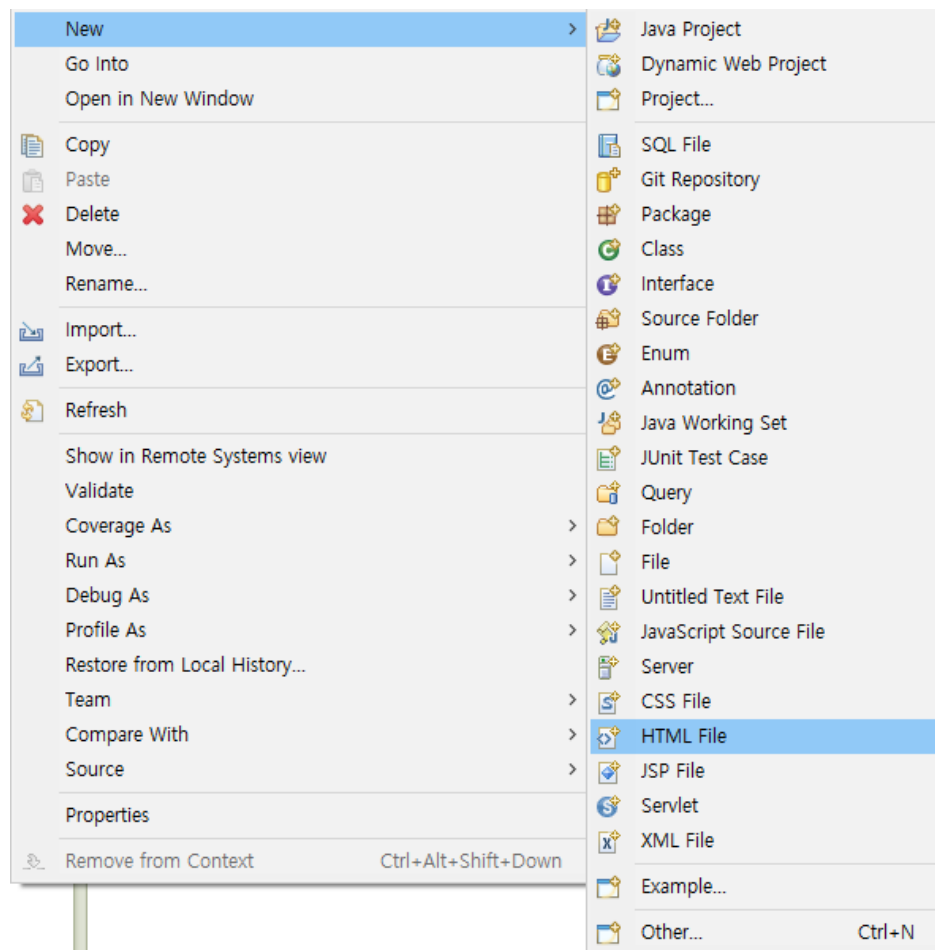 New
Go Into
Open in New Window
Copy
Paste
Delete
Move...
Rename...
Import...
Export...
Refresh
Show in Remote Systems view
Validate
Coverage As
Run As
Debug As
Profile As
Restore from Local History...
Team
Compare With
Source
Properties
Remove from Context Ctrl+Alt+Shift+Down
Java Project
Dynamic Web Project
Project...
SQL File
Git Repository
Package
Class
Interface
Source Folder
Enum
Annotation
Java Working Set
JUnit Test Case
Query
Folder
File
Untitled Text File
JavaScript Source File
Server
CSS File
HTML File
JSP File
Servlet
XML File
Example...
Other... Ctrl+N